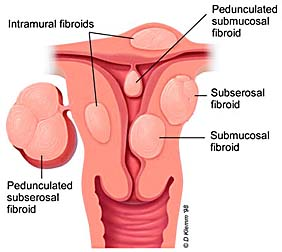 Intramural fibroids
Pedunculated
submucosal
fibroid
Subserosal
fibroid
Submucosal
fibroid
Pedunculated
subserosal
fibroid
© D Klemm '98